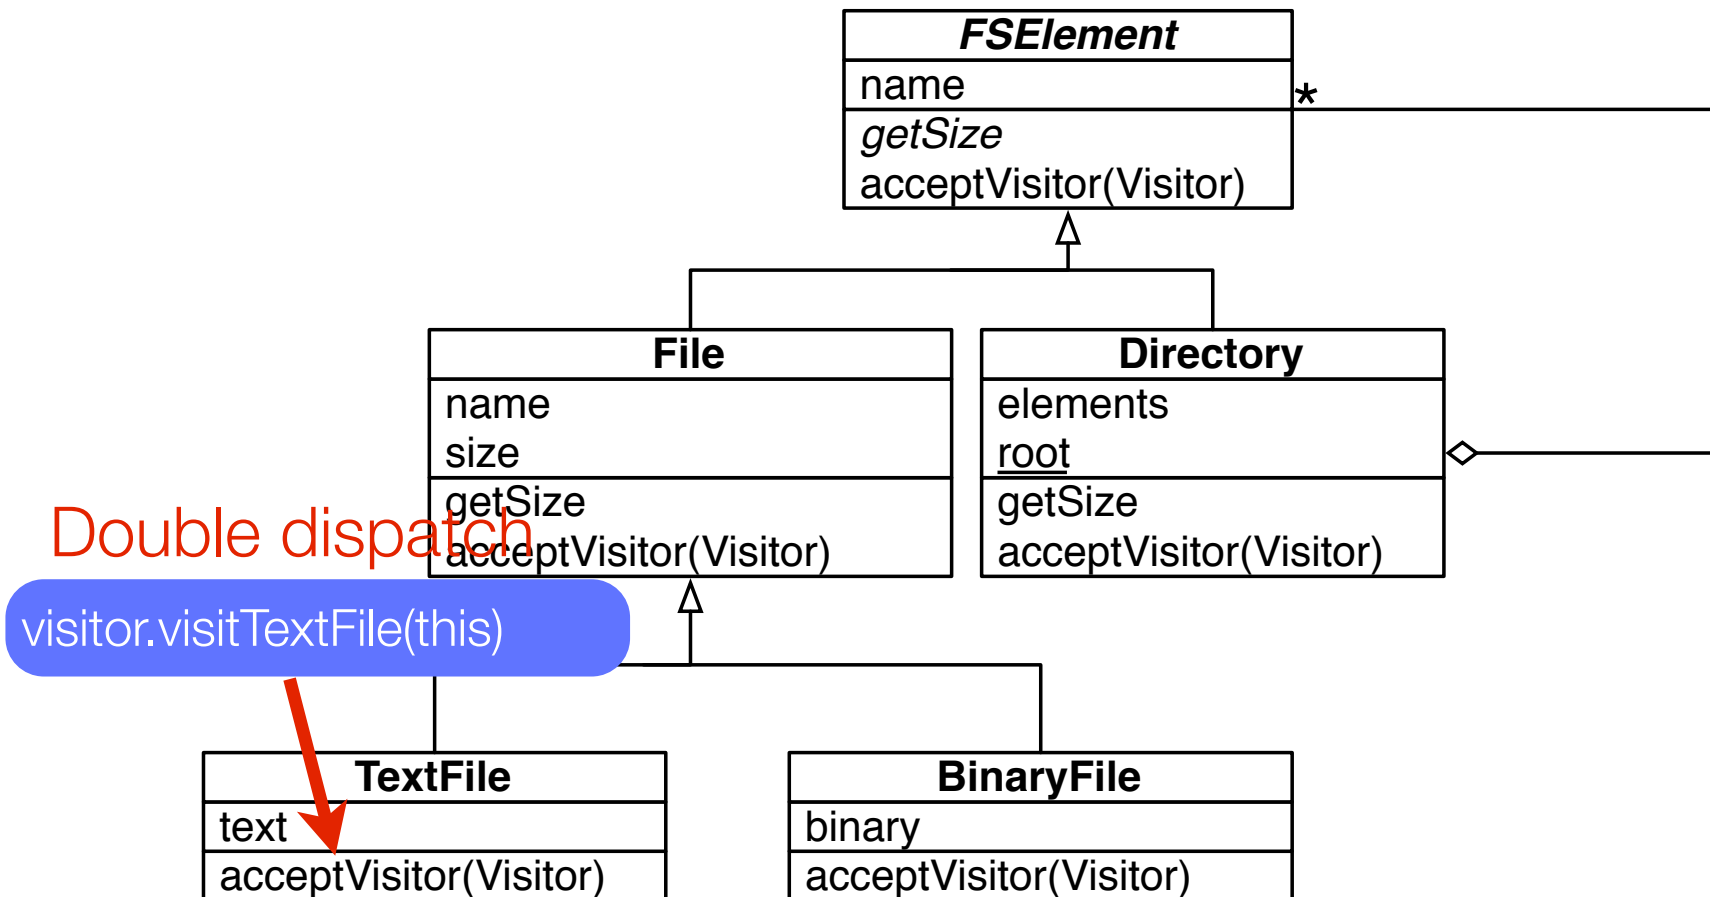 FSElement
name
*
getSize
acceptVisitor(Visitor)
File
name
size
getSize
acceptVisitor(Visitor)
Directory
elements
root
getSize
acceptVisitor(Visitor)
Double dispatch
visitor.visitTextFile(this)
TextFile
text
acceptVisitor(Visitor)
BinaryFile
binary
acceptVisitor(Visitor)